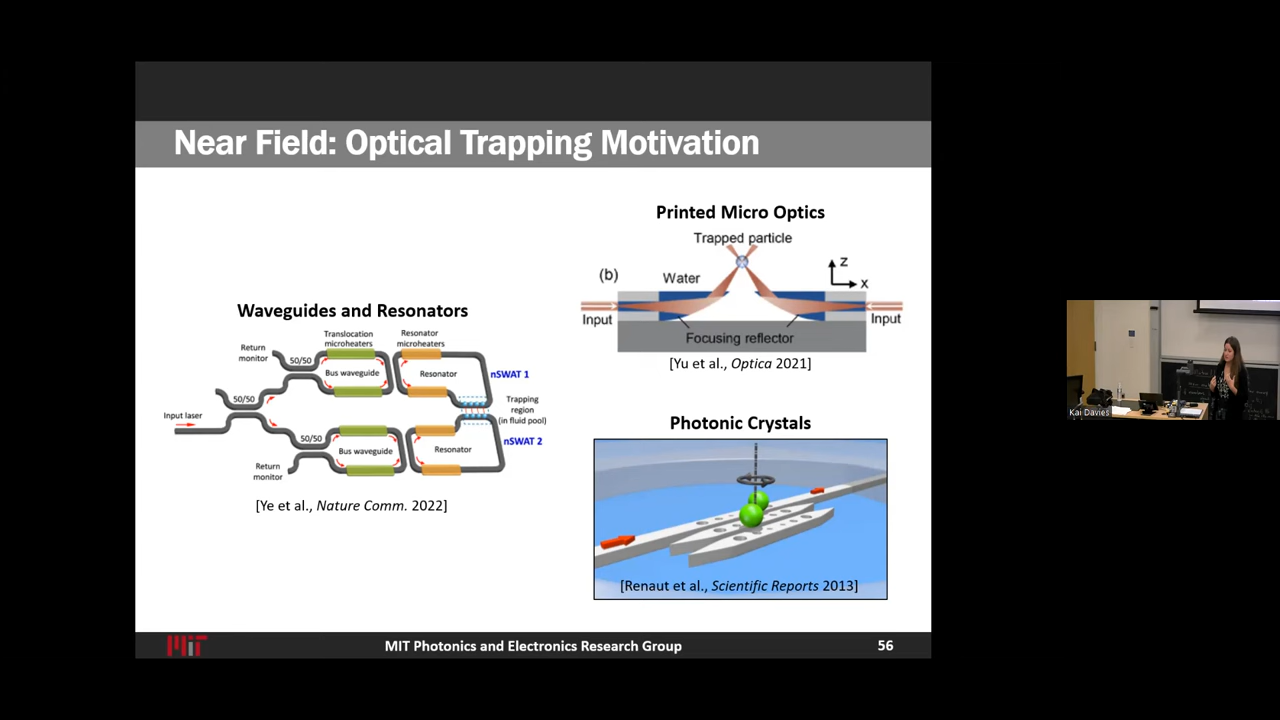 Near Field: Optical Trapping Motivation
Waveguides and Resonators
Translocation
microheaters
Resonator
microheaters
Return
monitor
50/50
Bus waveguide
Resonator
nSWAT 1
50/50
Input laser
Trapping
region
(in fluid pool)
nSWAT 2
50/50
Bus waveguide
Resonator
Return
monitor
[Ye et al., Nature Comm. 2022]
Printed Micro Optics
Trapped particle
(b)
Water
z
x
Input
Input
Focusing reflector
[Yu et al., Optica 2021]
Photonic Crystals
[Renaut et al., Scientific Reports 2013]
MIT
MIT Photonics and Electronics Research Group
56
Kai Davies